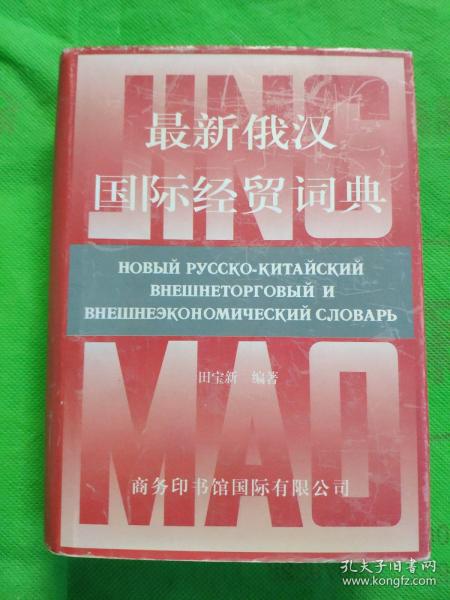 JING
最新俄汉
国际经贸词典
НОВЫЙ РУССКО-КИТАЙСКИЙ
ВНЕШНЕТОРГОВЫЙ И
ВНЕШНЕЭКОНОМИЧЕСКИЙ СЛОВАРЬ
MAO
田宝新 编著
商务印书馆国际有限公司
孔夫子旧书网
www.kongfz.com